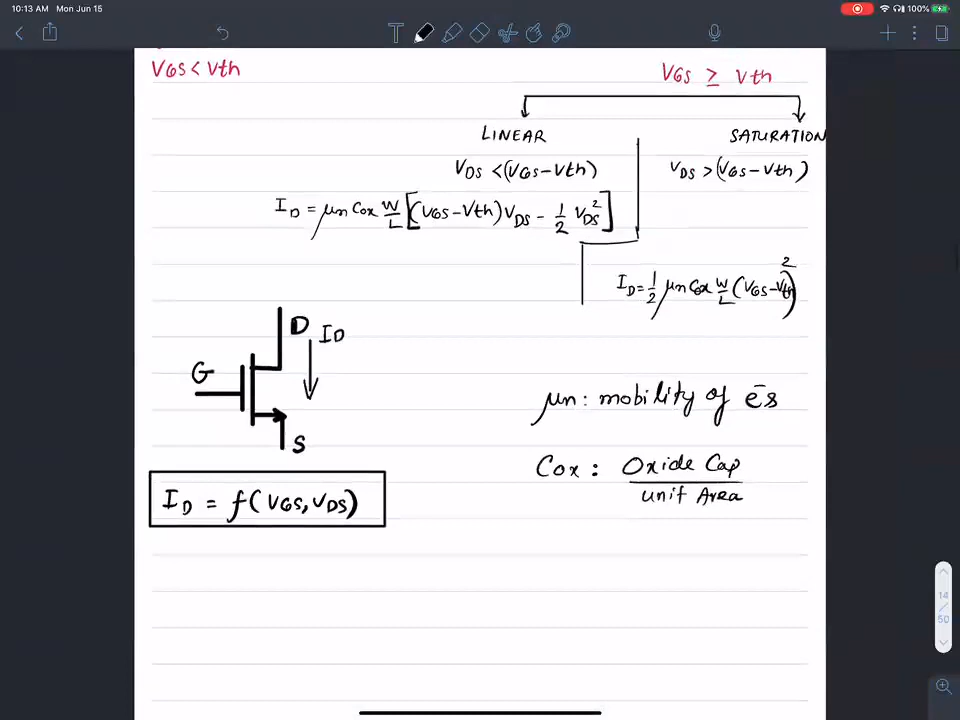 10:13 AM Mon Jun 15
100%
VGS < Vth
VGS ≥ Vth
LINEAR
SATURATION
VDS < (VGS - Vth)
VDS > (VGS - Vth)
ID = μn Cox W/L [(VGS - Vth) VDS - 1/2 VDS²]
ID = 1/2 μn Cox W/L (VGS - Vth)²
D
ID
G
S
μn : mobility of ēs
Cox : Oxide Cap
unit Area
ID = f(VGS, VDS)
14
/
50